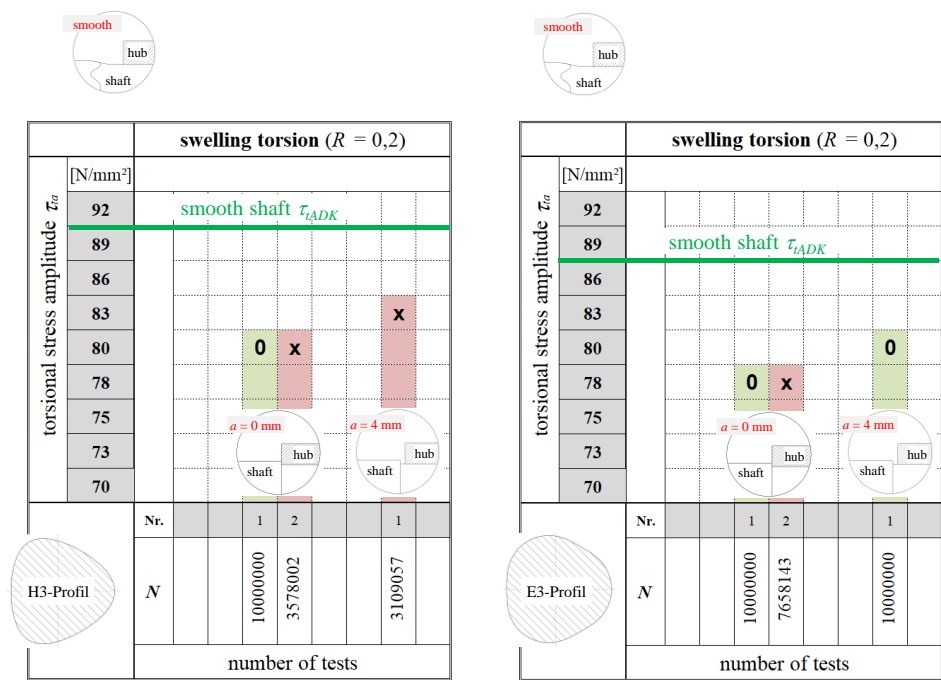 smooth
hub
shaft
swelling torsion (R = 0,2)
torsional stress amplitude τta
[N/mm²]
92
89
86
83
80
78
75
73
70
smooth shaft τtADK
0
x
x
a = 0 mm
hub
shaft
a = 4 mm
hub
shaft
Nr.
1
2
1
H3-Profil
N
10000000
3578002
3109057
number of tests
smooth
hub
shaft
swelling torsion (R = 0,2)
torsional stress amplitude τta
[N/mm²]
92
89
86
83
80
78
75
73
70
smooth shaft τtADK
0
x
0
a = 0 mm
hub
shaft
a = 4 mm
hub
shaft
Nr.
1
2
1
E3-Profil
N
10000000
7658143
10000000
number of tests